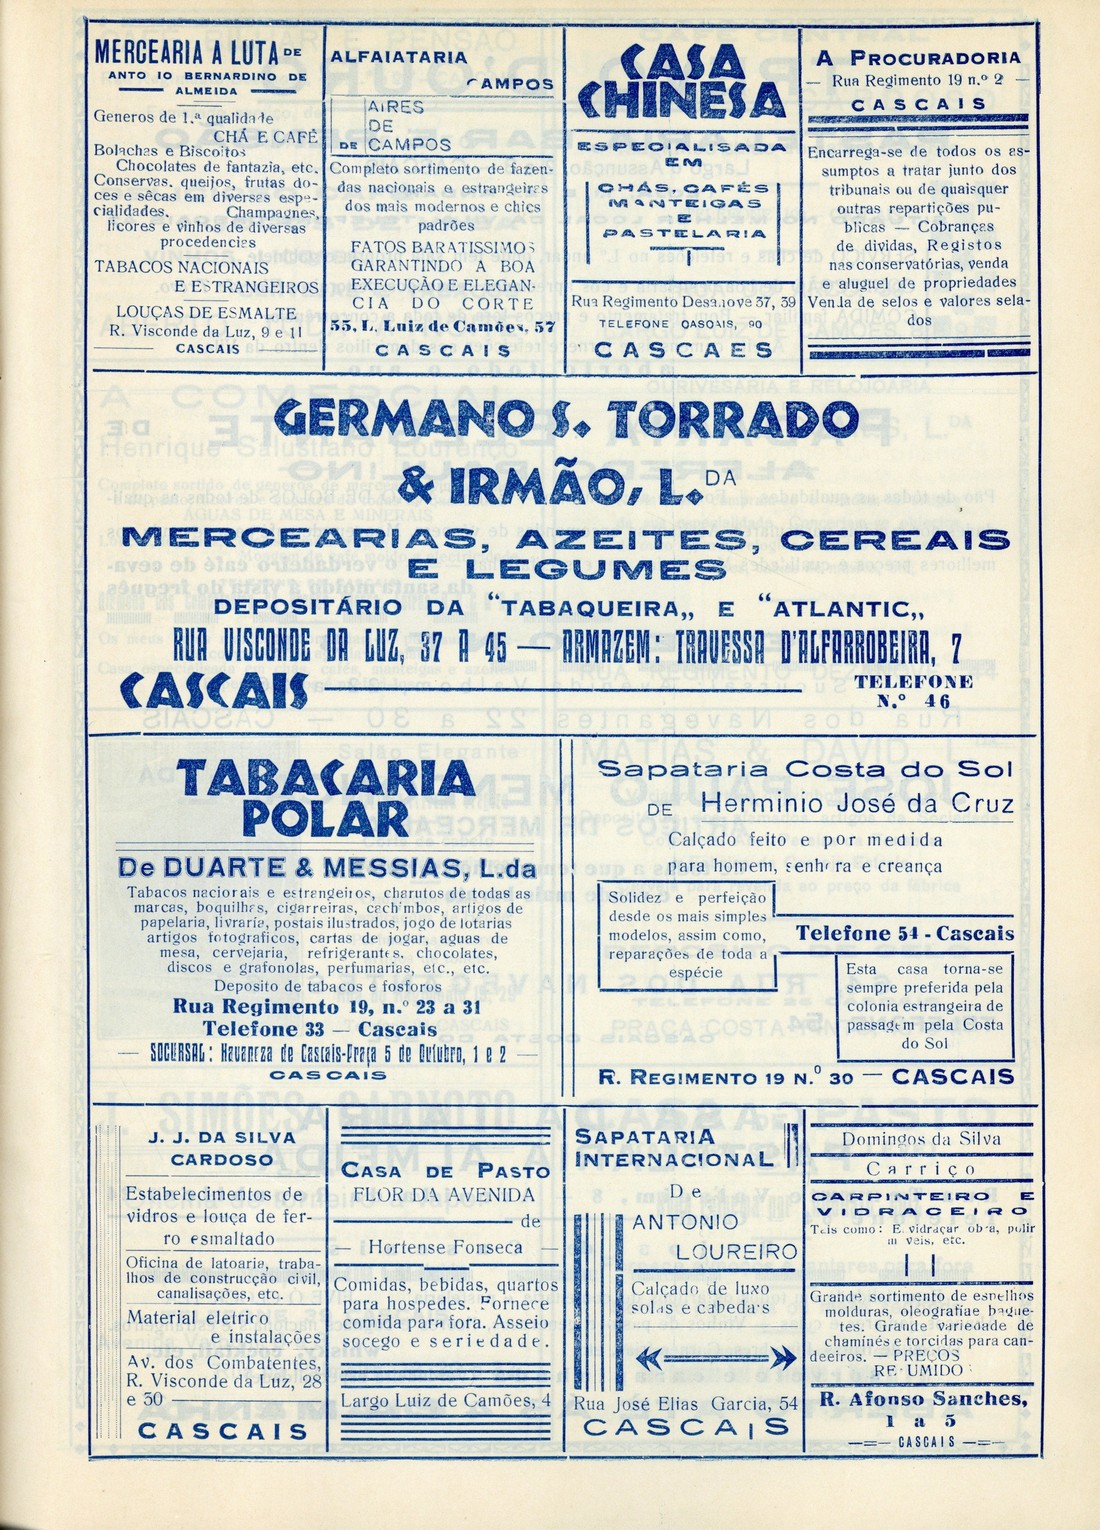 MERCEARIA A LUTA DE
ANTO IO BERNARDINO DE
ALMEIDA
Generos de 1.ª qualidade
CHÁ E CAFÉ
Bolachas e Biscoitos
Chocolates de fantazia, etc.
Conservas, queijos, frutas do-
ces e sêcas em diversas espe-
cialidades, Champagnes,
licores e vinhos de diversas
procedencies
TABACOS NACIONAIS
E ESTRANGEIROS
LOUÇAS DE ESMALTE
R. Visconde da Luz, 9 e 11
CASCAIS
ALFAIATARIA
CAMPOS
AIRES
DE
DE CAMPOS
Completo sortimento de fazen-
das nacionais e estrangeiras
dos mais modernos e chics
padrões
FATOS BARATISSIMOS
GARANTINDO A BOA
EXECUÇÃO E ELEGAN-
CIA DO CORTE
55, L. Luiz de Camões, 57
CASCAIS
CASA
CHINESA
ESPECIALISADA
EM
CHÁS, CAFÉS
MANTEIGAS
E
PASTELARIA
Rua Regimento Desanove 37, 39
TELEFONE CASCAIS, 90
CASCAES
A PROCURADORIA
— Rua Regimento 19 n.º 2 —
CASCAIS
Encarrega-se de todos os as-
sumptos a tratar junto dos
tribunais ou de quaisquer
outras repartições pu-
blicas — Cobranças
de dividas, Registos
nas conservatórias, venda
e aluguel de propriedades
Venda de selos e valores sela-
dos
GERMANO S. TORRADO
& IRMÃO, L.DA
MERCEARIAS, AZEITES, CEREAIS
E LEGUMES
DEPOSITÁRIO DA “TABAQUEIRA„ E “ATLANTIC„
RUA VISCONDE DA LUZ, 37 A 45 — ARMAZEM: TRAVESSA D'ALFARROBEIRA, 7
CASCAIS
TELEFONE
N.º 46
TABACARIA
POLAR
De DUARTE & MESSIAS, L.da
Tabacos nacionais e estrangeiros, charutos de todas as
marcas, boquilhas, cigarreiras, cachimbos, artigos de
papelaria, livraria, postais ilustrados, jogo de lotarias
artigos fotograficos, cartas de jogar, aguas de
mesa, cervejaria, refrigerantes, chocolates,
discos e grafonolas, perfumarias, etc., etc.
Deposito de tabacos e fosforos
Rua Regimento 19, n.º 23 a 31
Telefone 33 — Cascais
— SUCURSAL: Havaneza de Cascais-Praça 5 de Outubro, 1 e 2 —
CASCAIS
Sapataria Costa do Sol
DE Herminio José da Cruz
Calçado feito e por medida
para homem, senhora e creança
Solidez e perfeição
desde os mais simples
modelos, assim como,
reparações de toda a
espécie
Telefone 54 - Cascais
Esta casa torna-se
sempre preferida pela
colonia estrangeira de
passagem pela Costa
do Sol
R. REGIMENTO 19 N.º 30 — CASCAIS
J. J. DA SILVA
CARDOSO
Estabelecimentos de
vidros e louça de fer-
ro esmaltado
Oficina de latoaria, traba-
lhos de construcção civil,
canalisações, etc.
Material eletrico
e instalações
Av. dos Combatentes,
R. Visconde da Luz, 28
e 30
CASCAIS
CASA DE PASTO
FLOR DA AVENIDA
de
— Hortense Fonseca —
Comidas, bebidas, quartos
para hospedes. Fornece
comida para fora. Asseio
socego e seriedade.
Largo Luiz de Camões, 4
SAPATARIA
INTERNACIONAL
De
ANTONIO
LOUREIRO
Calçado de luxo
solas e cabedais
Rua José Elias Garcia, 54
CASCAIS
Domingos da Silva
Carriço
CARPINTEIRO E
VIDRACEIRO
Tais como: Envidraçar obra, polir
m veis, etc.
Grande sortimento de espelhos
molduras, oleografiae bague-
tes. Grande variedade de
chaminés e torcidas para can-
deeiros. — PREÇOS
RE UMIDO
R. Afonso Sanches,
1 a 5
CASCAIS